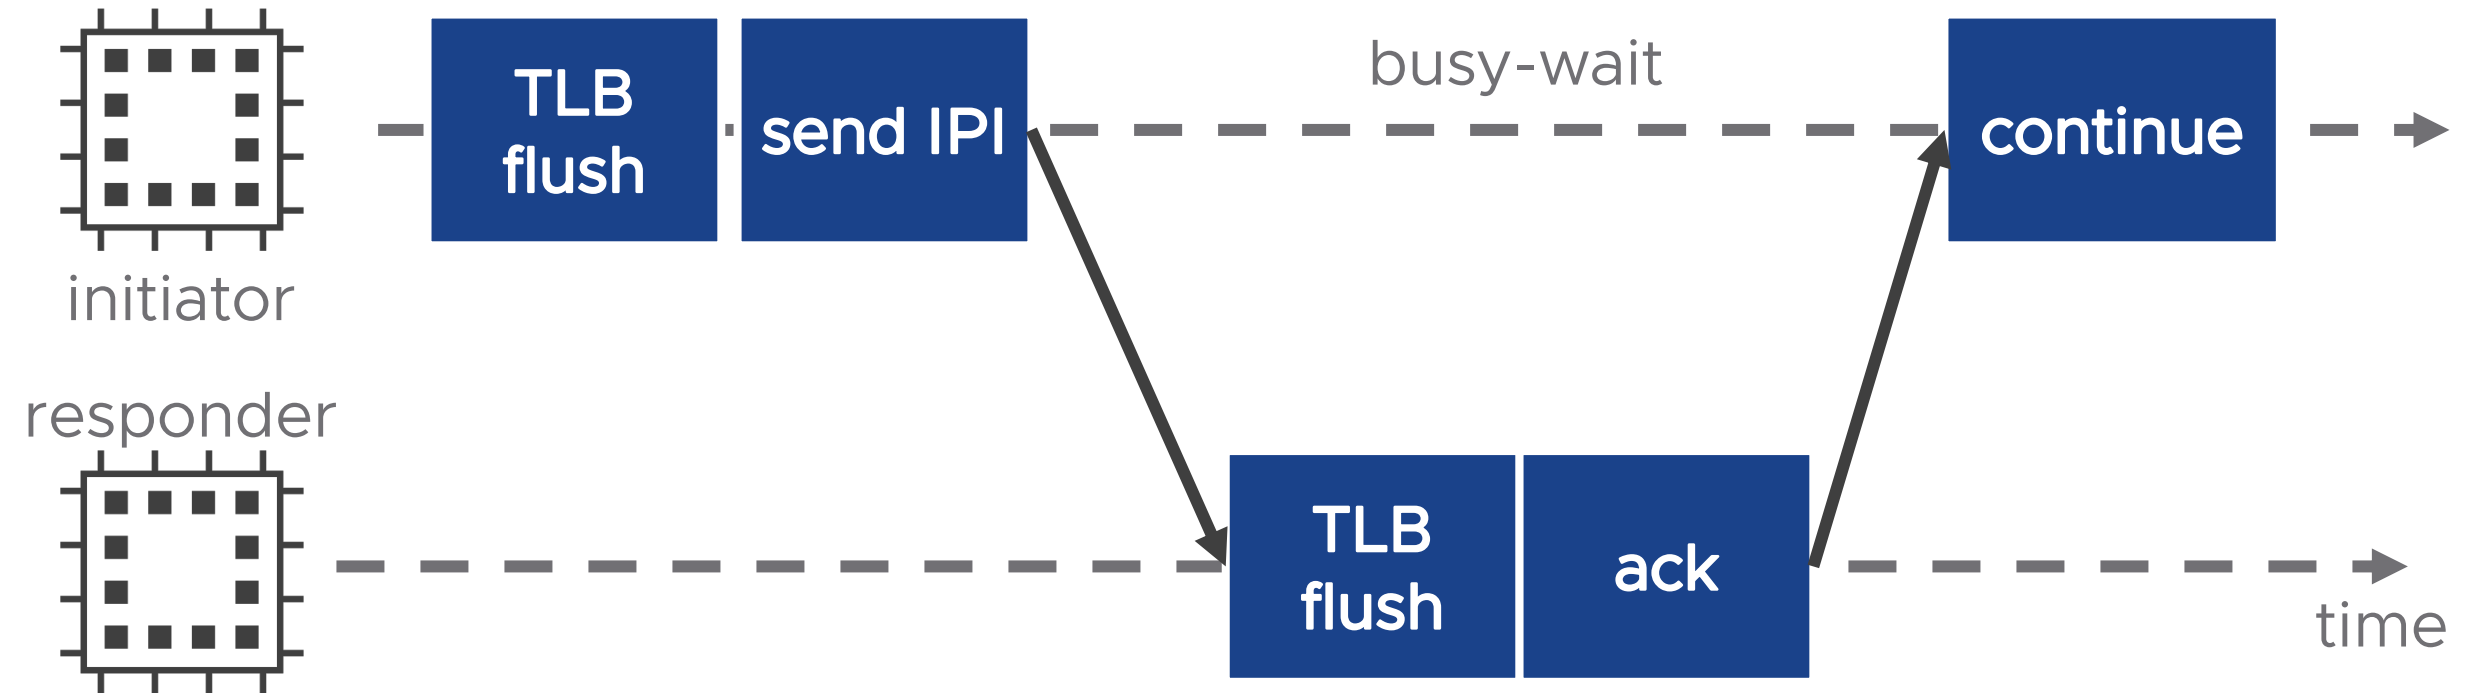 initiator
TLB
flush
send IPI
busy-wait
continue
responder
TLB
flush
ack
time